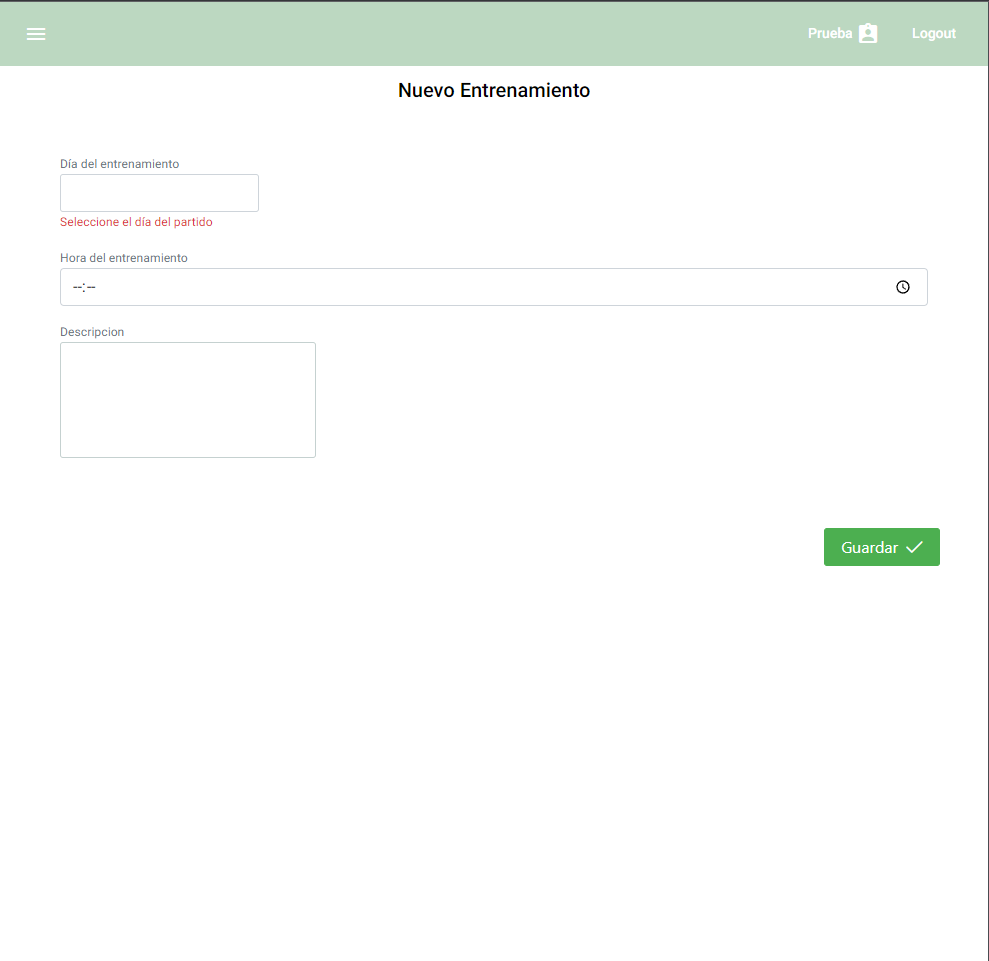 Prueba Logout
Nuevo Entrenamiento
Día del entrenamiento
Seleccione el día del partido
Hora del entrenamiento
--:--
Descripcion
Guardar